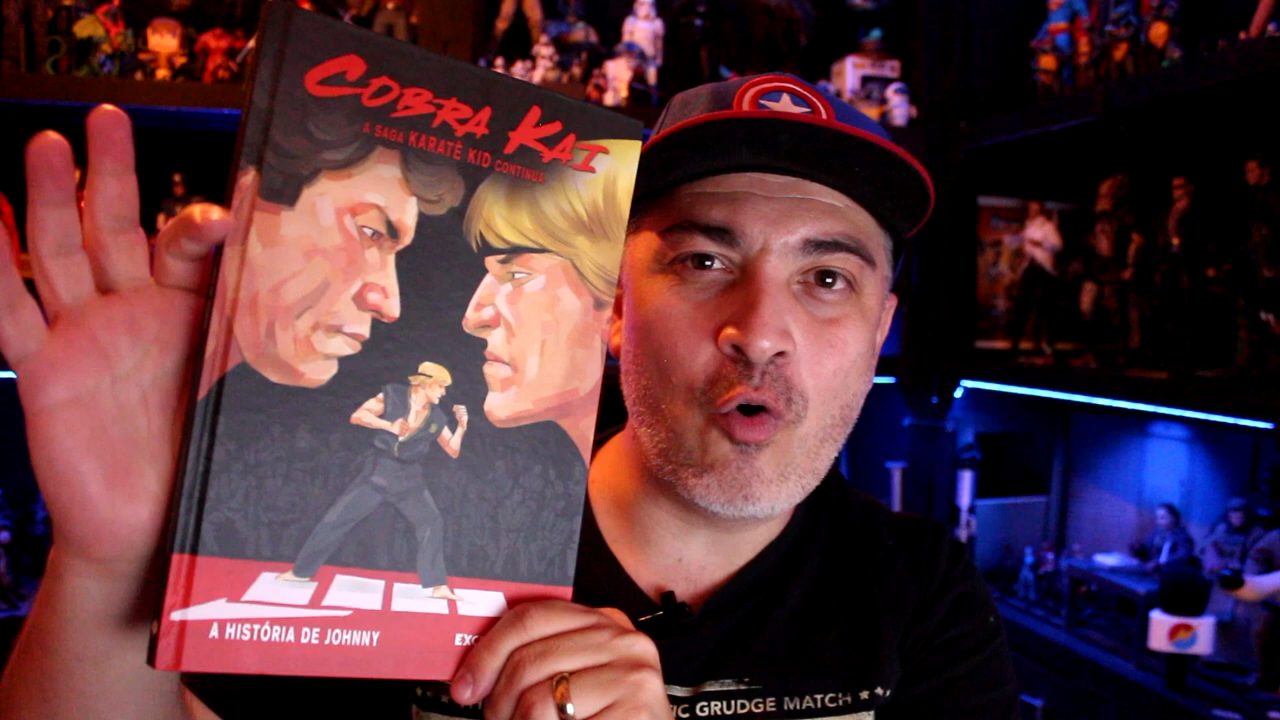 COBRA KAI
A SAGA KARATÊ KID CONTINUA
A HISTÓRIA DE JOHNNY
GRUDGE MATCH